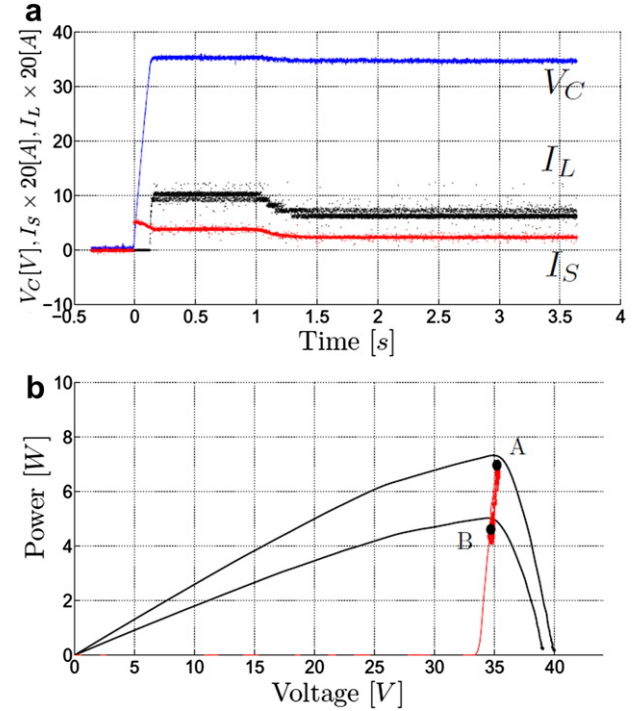 a
V_C[V], I_S × 20[A], I_L × 20[A]
40
30
20
10
0
−10
V_C
I_L
I_S
−0.5 0 0.5 1 1.5 2 2.5 3 3.5 4
Time [s]
b
Power [W]
10
8
6
4
2
0
A
B
0 5 10 15 20 25 30 35 40
Voltage [V]